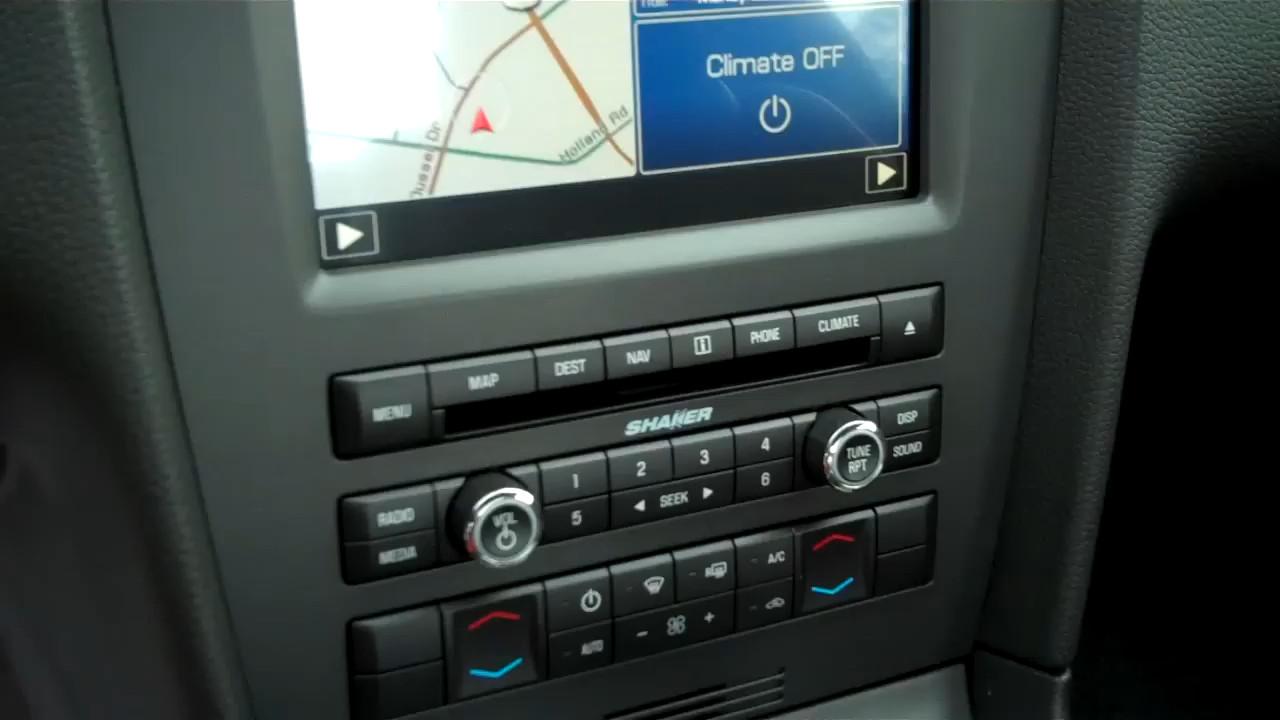 Climate OFF
Holland Rd
MENU
MAP
DEST
NAV
i
PHONE
CLIMATE
SHAKER
RADIO
MEDIA
VOL
1
2
3
4
5
SEEK
6
TUNE
RPT
DISP
SOUND
AUTO
- +
A/C